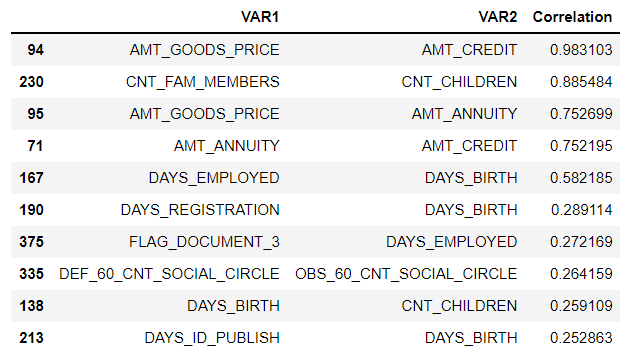 VAR1 VAR2 Correlation
94 AMT_GOODS_PRICE AMT_CREDIT 0.983103
230 CNT_FAM_MEMBERS CNT_CHILDREN 0.885484
95 AMT_GOODS_PRICE AMT_ANNUITY 0.752699
71 AMT_ANNUITY AMT_CREDIT 0.752195
167 DAYS_EMPLOYED DAYS_BIRTH 0.582185
190 DAYS_REGISTRATION DAYS_BIRTH 0.289114
375 FLAG_DOCUMENT_3 DAYS_EMPLOYED 0.272169
335 DEF_60_CNT_SOCIAL_CIRCLE OBS_60_CNT_SOCIAL_CIRCLE 0.264159
138 DAYS_BIRTH CNT_CHILDREN 0.259109
213 DAYS_ID_PUBLISH DAYS_BIRTH 0.252863